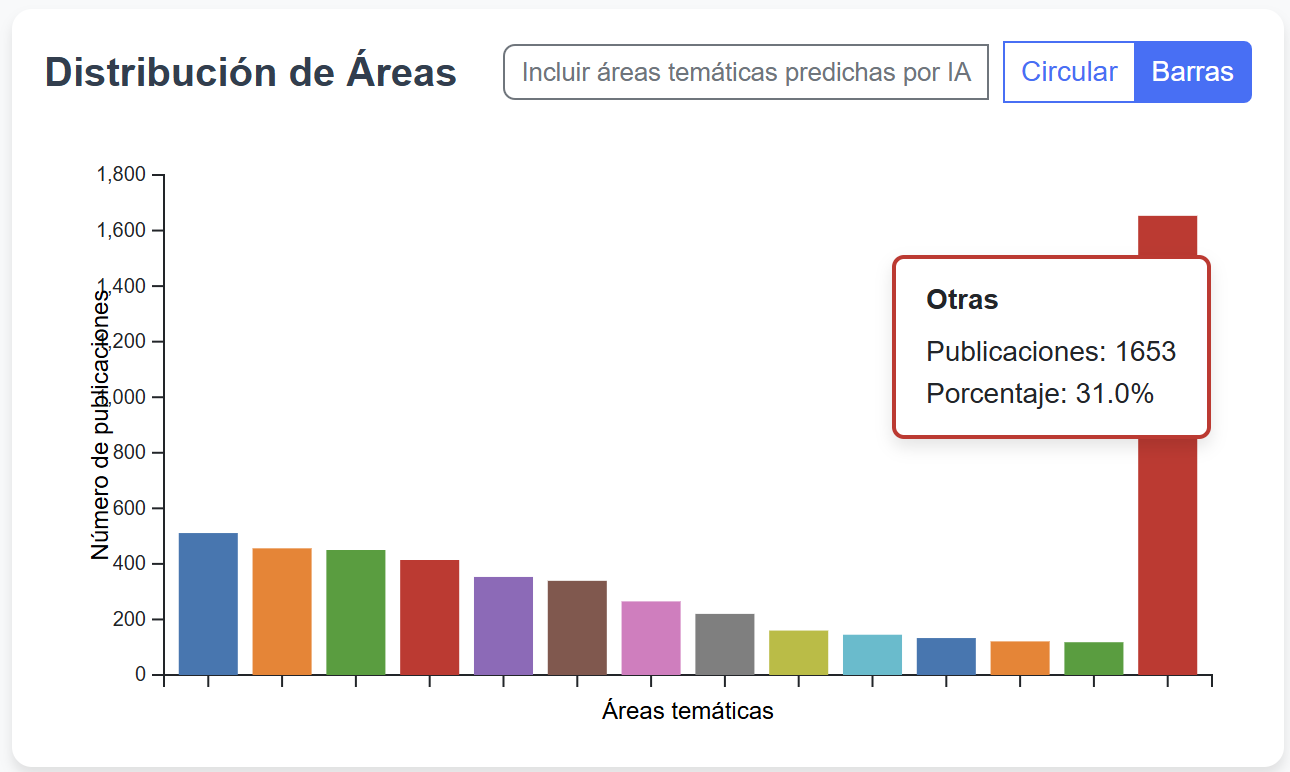 Distribución de Áreas
Incluir áreas temáticas predichas por IA
Circular
Barras
1,800
1,600
1,400
1,200
1,000
800
600
400
200
0
Número de publicaciones
Otras
Publicaciones: 1653
Porcentaje: 31.0%
Áreas temáticas